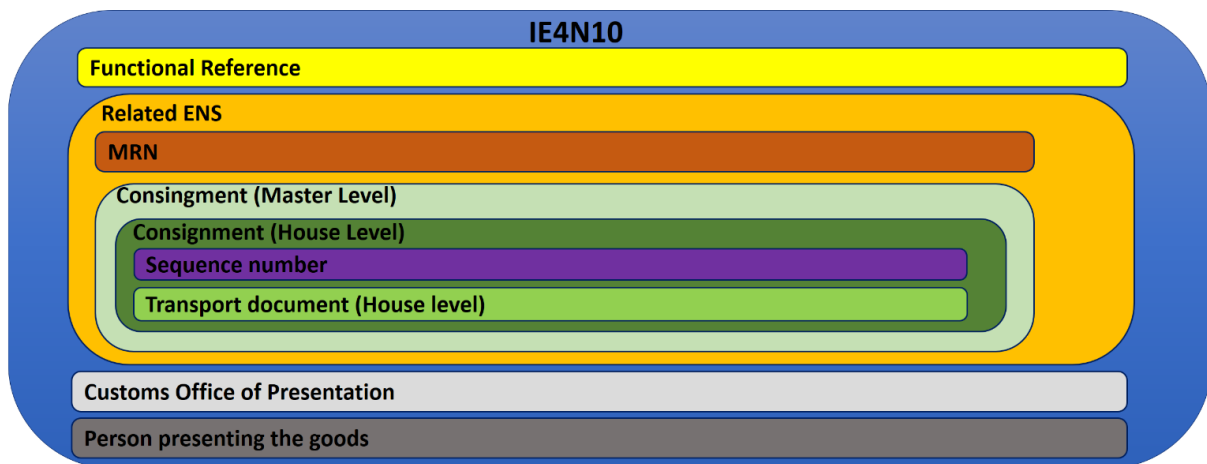 IE4N10
Functional Reference
Related ENS
MRN
Consingment (Master Level)
Consignment (House Level)
Sequence number
Transport document (House level)
Customs Office of Presentation
Person presenting the goods